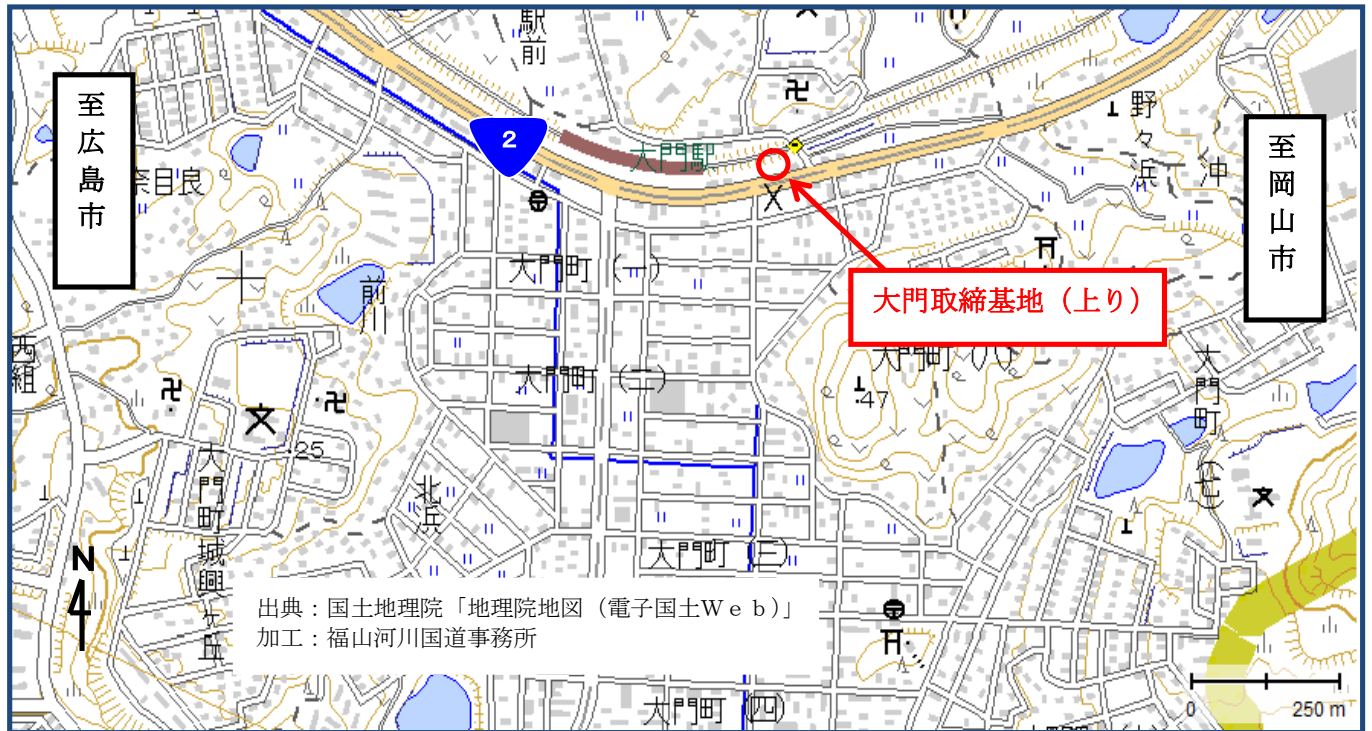 駅前
至広島市
2
大門駅
野々浜
沖
至岡山市
奈目良
大門町(一)
前川
大門取締基地(上り)
西組
大門町(二)
大門町(八)
47
大門町(七)
25
大門町城興ヶ丘
北浜
大門町(三)
N
出典:国土地理院「地理院地図(電子国土Web)」
加工:福山河川国道事務所
大門町(四)
0 250 m